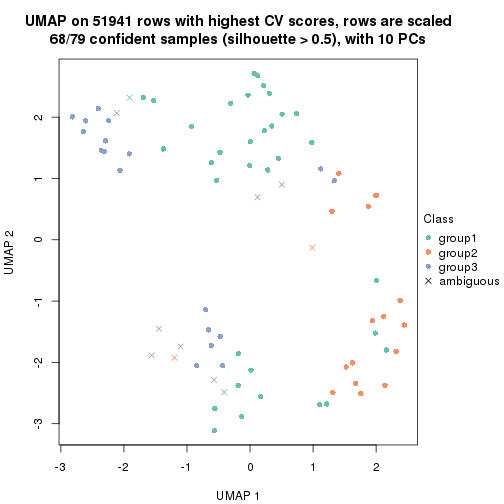 UMAP on 51941 rows with highest CV scores, rows are scaled
68/79 confident samples (silhouette > 0.5), with 10 PCs
2
1
0
-1
-2
-3
UMAP 2
-3
-2
-1
0
1
2
UMAP 1
Class
group1
group2
group3
ambiguous